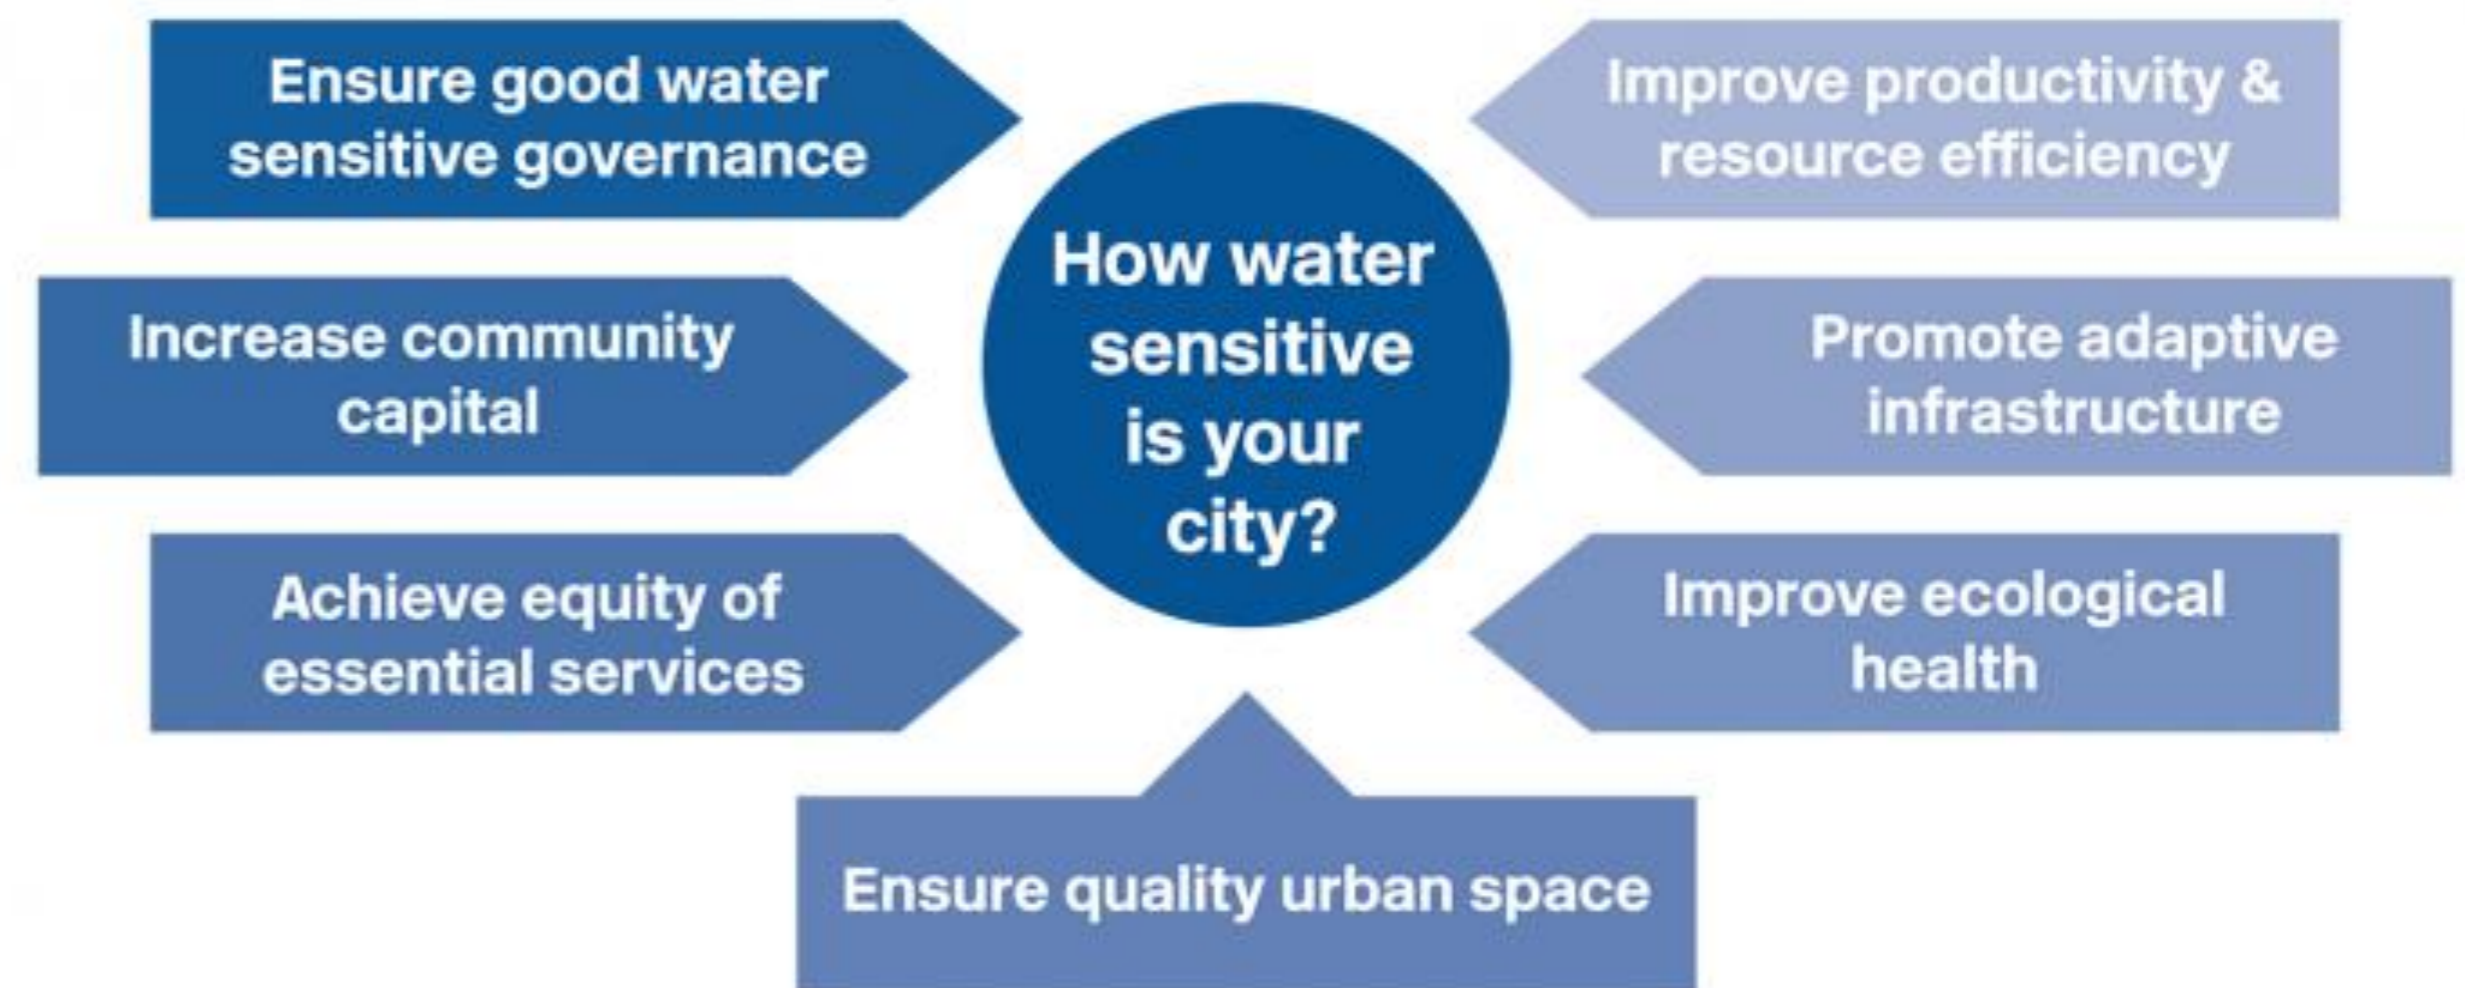 Ensure good water
sensitive governance
Increase community
capital
Achieve equity of
essential services
How water
sensitive
is your
city?
Improve productivity &
resource efficiency
Promote adaptive
infrastructure
Improve ecological
health
Ensure quality urban space